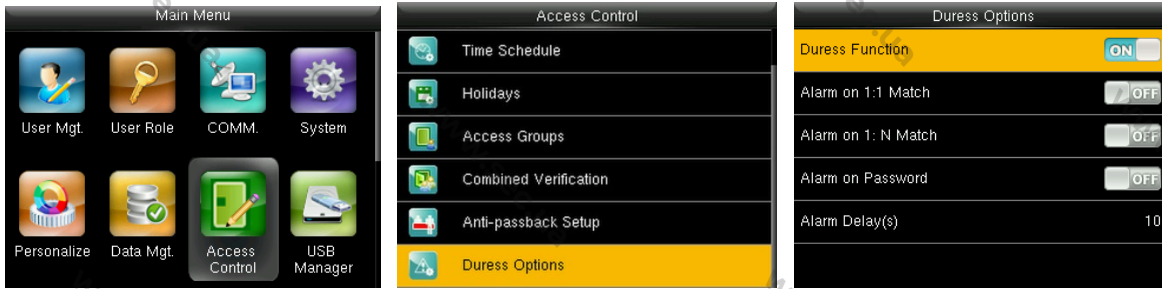 Main Menu
User Mgt.
User Role
COMM.
System
Personalize
Data Mgt.
Access
Control
USB
Manager
Access Control
Time Schedule
Holidays
Access Groups
Combined Verification
Anti-passback Setup
Duress Options
Duress Options
Duress Function ON
Alarm on 1:1 Match OFF
Alarm on 1: N Match OFF
Alarm on Password OFF
Alarm Delay(s) 10